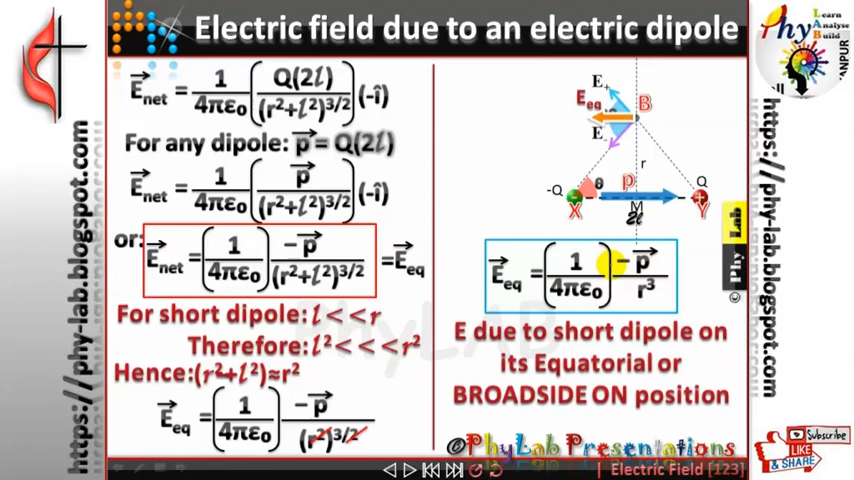 Electric field due to an electric dipole
Phy LAB
Learn
Analyse
Build
E⃗net = 1/4πε₀ ( Q(2l)/(r²+l²)^3/2 ) (-î)
For any dipole: p⃗ = Q(2l)
E⃗net = 1/4πε₀ ( p⃗/(r²+l²)^3/2 ) (-î)
or: E⃗net = (1/4πε₀) −p⃗/(r²+l²)^3/2 = E⃗eq
For short dipole: l<<r
Therefore: l²<<<r²
Hence:(r²+l²)≈r²
E⃗eq = (1/4πε₀) −p⃗/(r²)^3/2
E+
Eeq
B
E−
r
-Q
θ
p
Q
X
M
Y
2l
E⃗eq = (1/4πε₀) −p⃗/r³
E due to short dipole on
its Equatorial or
BROADSIDE ON position
PhyLAB
©PhyLab Presentations
Electric Field [123]
https://phy-lab.blogspot.com
https://phy-lab.blogspot.com
© Phy Lab
Subscribe
LIKE
& SHARE